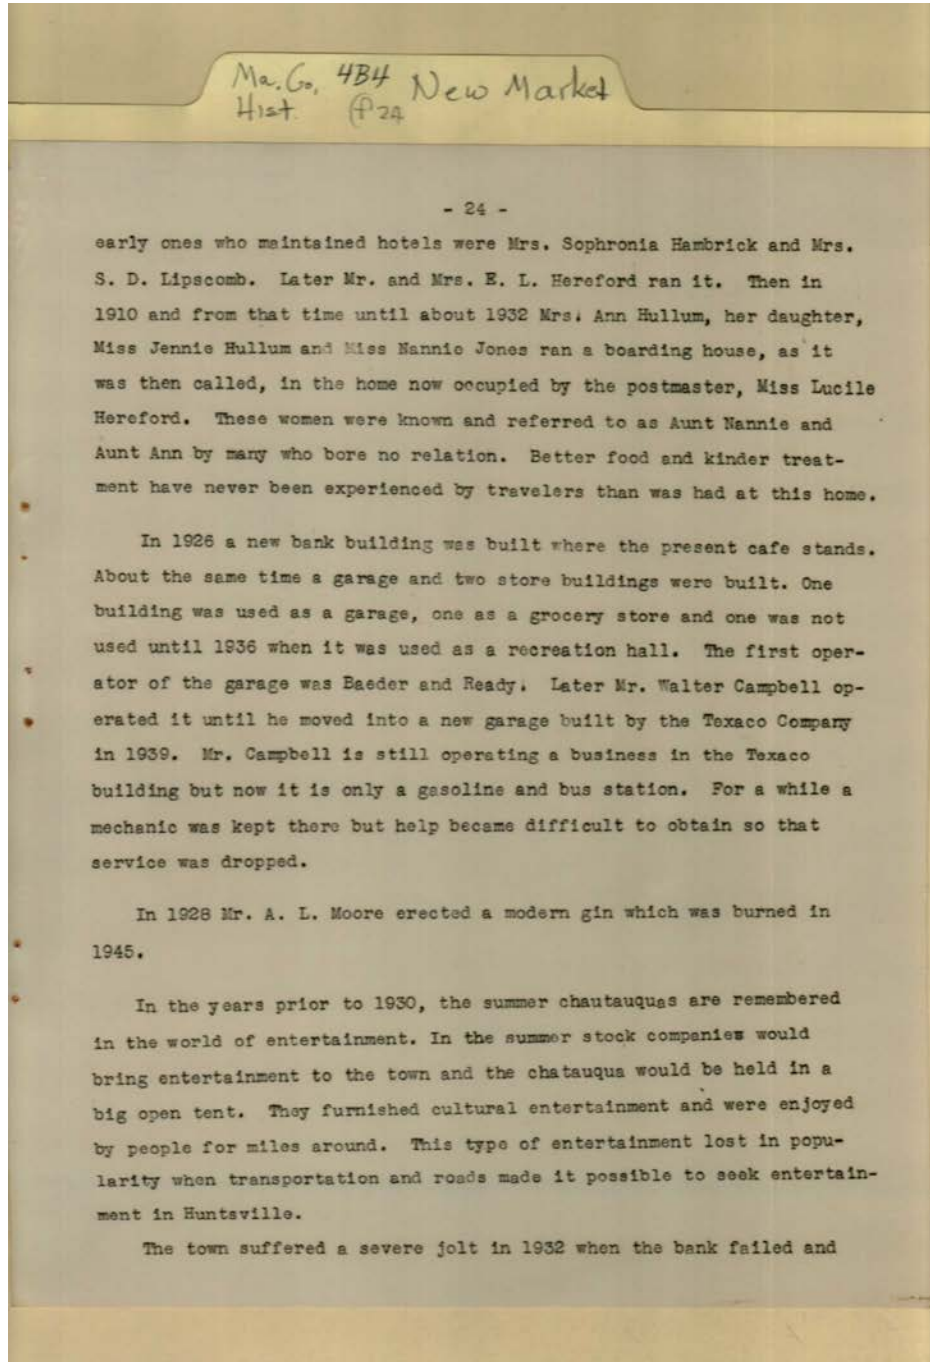 Ma. Co. 4B4 New Market
Hist. f 24
- 24 -
early ones who maintained hotels were Mrs. Sophronia Hambrick and Mrs.
S. D. Lipscomb. Later Mr. and Mrs. E. L. Hereford ran it. Then in
1910 and from that time until about 1932 Mrs. Ann Hullum, her daughter,
Miss Jennie Hullum and Miss Nannie Jones ran a boarding house, as it
was then called, in the home now occupied by the postmaster, Miss Lucile
Hereford. These women were known and referred to as Aunt Nannie and
Aunt Ann by many who bore no relation. Better food and kinder treat-
ment have never been experienced by travelers than was had at this home.
In 1926 a new bank building was built where the present cafe stands.
About the same time a garage and two store buildings were built. One
building was used as a garage, one as a grocery store and one was not
used until 1936 when it was used as a recreation hall. The first oper-
ator of the garage was Baeder and Ready. Later Mr. Walter Campbell op-
erated it until he moved into a new garage built by the Texaco Company
in 1939. Mr. Campbell is still operating a business in the Texaco
building but now it is only a gasoline and bus station. For a while a
mechanic was kept there but help became difficult to obtain so that
service was dropped.
In 1928 Mr. A. L. Moore erected a modern gin which was burned in
1945.
In the years prior to 1930, the summer chautauquas are remembered
in the world of entertainment. In the summer stock companies would
bring entertainment to the town and the chatauqua would be held in a
big open tent. They furnished cultural entertainment and were enjoyed
by people for miles around. This type of entertainment lost in popu-
larity when transportation and roads made it possible to seek entertain-
ment in Huntsville.
The town suffered a severe jolt in 1932 when the bank failed and